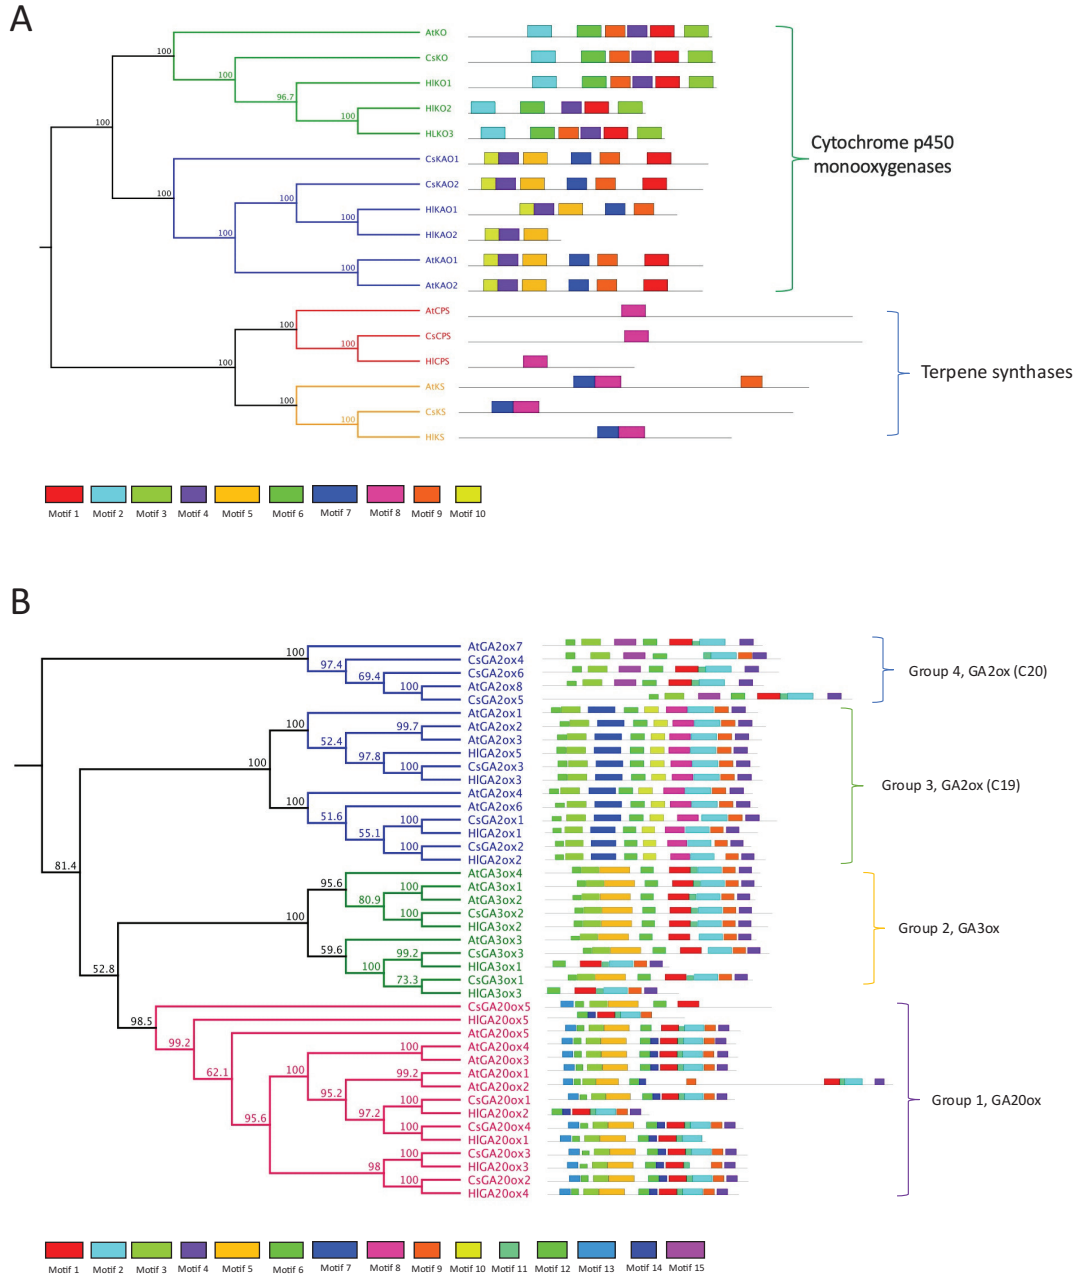 A
AtKO
CsKO
HlKO1
HlKO2
HLKO3
CsKAO1
CsKAO2
HlKAO1
HlKAO2
AtKAO1
AtKAO2
AtCPS
CsCPS
HlCPS
AtKS
CsKS
HlKS
100
100
100
96.7
100
100
100
100
100
100
100
100
100
100
100
Cytochrome p450
monooxygenases
Terpene synthases
Motif 1 Motif 2 Motif 3 Motif 4 Motif 5 Motif 6 Motif 7 Motif 8 Motif 9 Motif 10
B
AtGA2ox7
CsGA2ox4
CsGA2ox6
AtGA2ox8
CsGA2ox5
AtGA2ox1
AtGA2ox2
AtGA2ox3
HlGA2ox5
CsGA2ox3
HlGA2ox3
AtGA2ox4
AtGA2ox6
CsGA2ox1
HlGA2ox1
CsGA2ox2
HlGA2ox2
AtGA3ox4
AtGA3ox1
AtGA3ox2
CsGA3ox2
HlGA3ox2
AtGA3ox3
CsGA3ox3
HlGA3ox1
CsGA3ox1
HlGA3ox3
CsGA20ox5
HlGA20ox5
AtGA20ox5
AtGA20ox4
AtGA20ox3
AtGA20ox1
AtGA20ox2
CsGA20ox1
HlGA20ox2
CsGA20ox4
HlGA20ox1
CsGA20ox3
HlGA20ox3
CsGA20ox2
HlGA20ox4
100
97.4
69.4
100
100
99.7
52.4
97.8
100
100
100
51.6
100
55.1
100
81.4
95.6
100
80.9
100
100
59.6
99.2
100
73.3
52.8
98.5
99.2
62.1
100
100
99.2
95.2
100
97.2
100
95.6
100
98
100
Group 4, GA2ox (C20)
Group 3, GA2ox (C19)
Group 2, GA3ox
Group 1, GA20ox
Motif 1 Motif 2 Motif 3 Motif 4 Motif 5 Motif 6 Motif 7 Motif 8 Motif 9 Motif 10 Motif 11 Motif 12 Motif 13 Motif 14 Motif 15